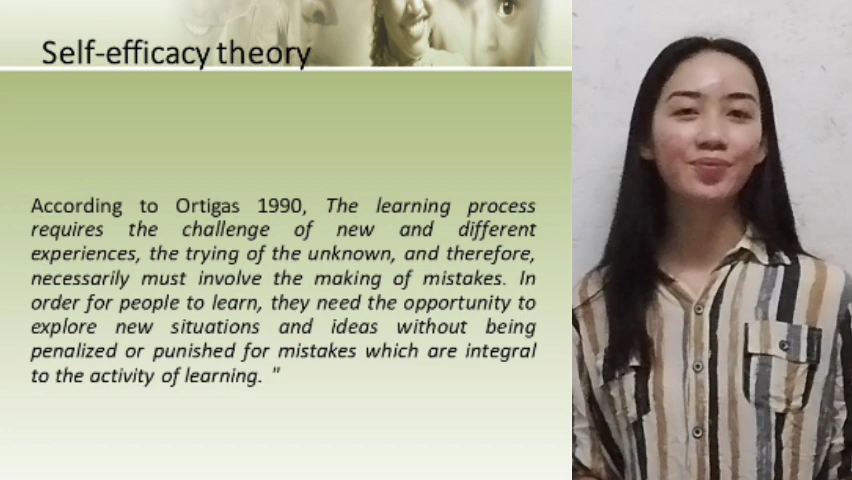 Self-efficacy theory
According to Ortigas 1990, The learning process
requires the challenge of new and different
experiences, the trying of the unknown, and therefore,
necessarily must involve the making of mistakes. In
order for people to learn, they need the opportunity to
explore new situations and ideas without being
penalized or punished for mistakes which are integral
to the activity of learning. "